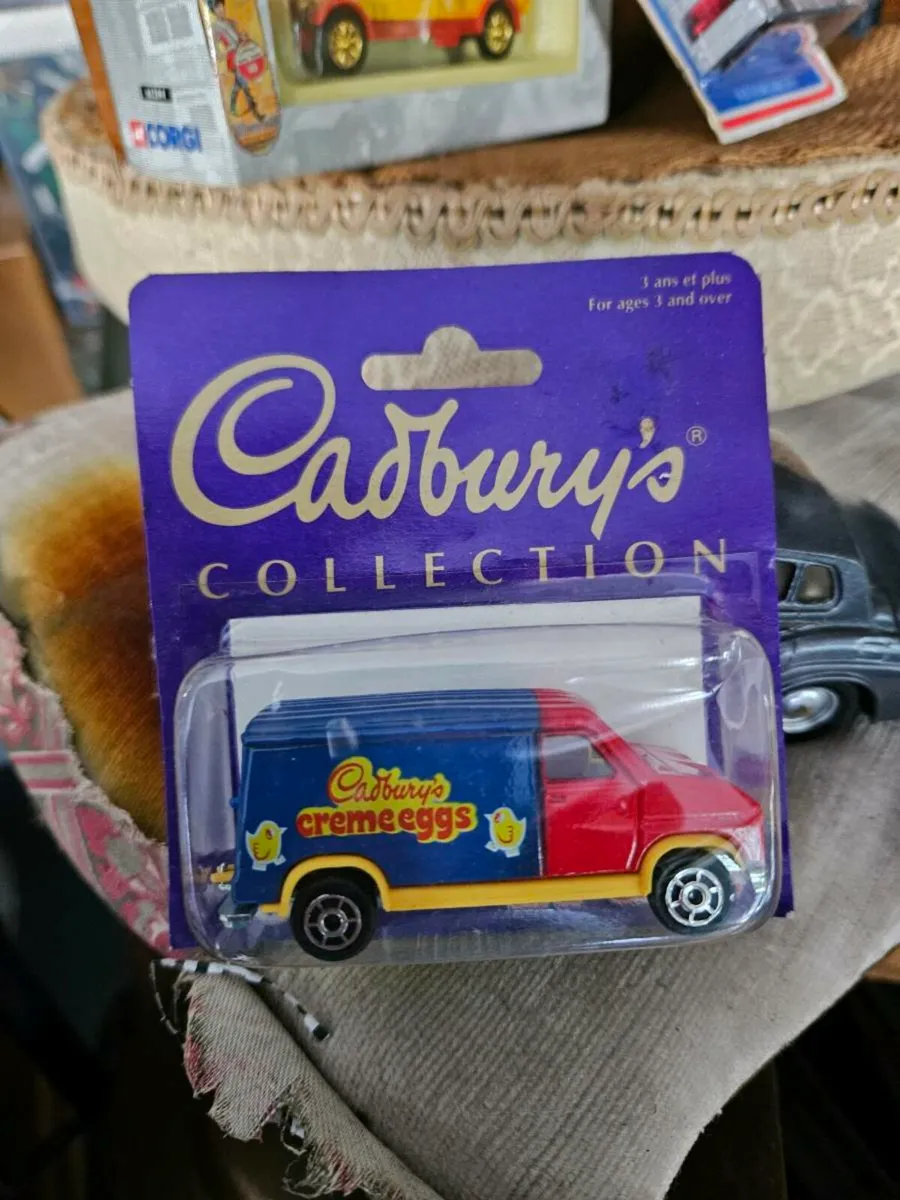 CORGI
3 ans et plus
For ages 3 and over
Cadbury's®
COLLECTION
Cadbury's
creme eggs